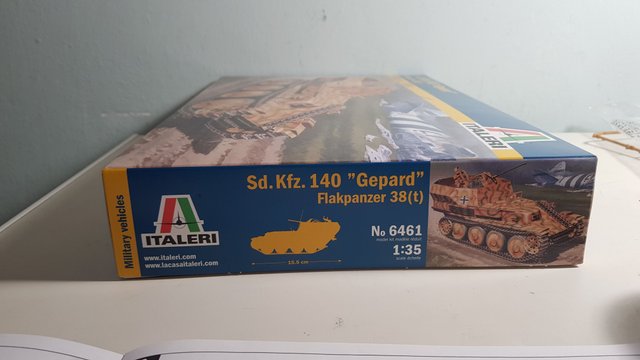 ITALERI
Military vehicles
ITALERI
www.italeri.com
www.lacasaitaleri.com
Sd.Kfz. 140 "Gepard"
Flakpanzer 38(t)
15.5 cm
No 6461
1:35